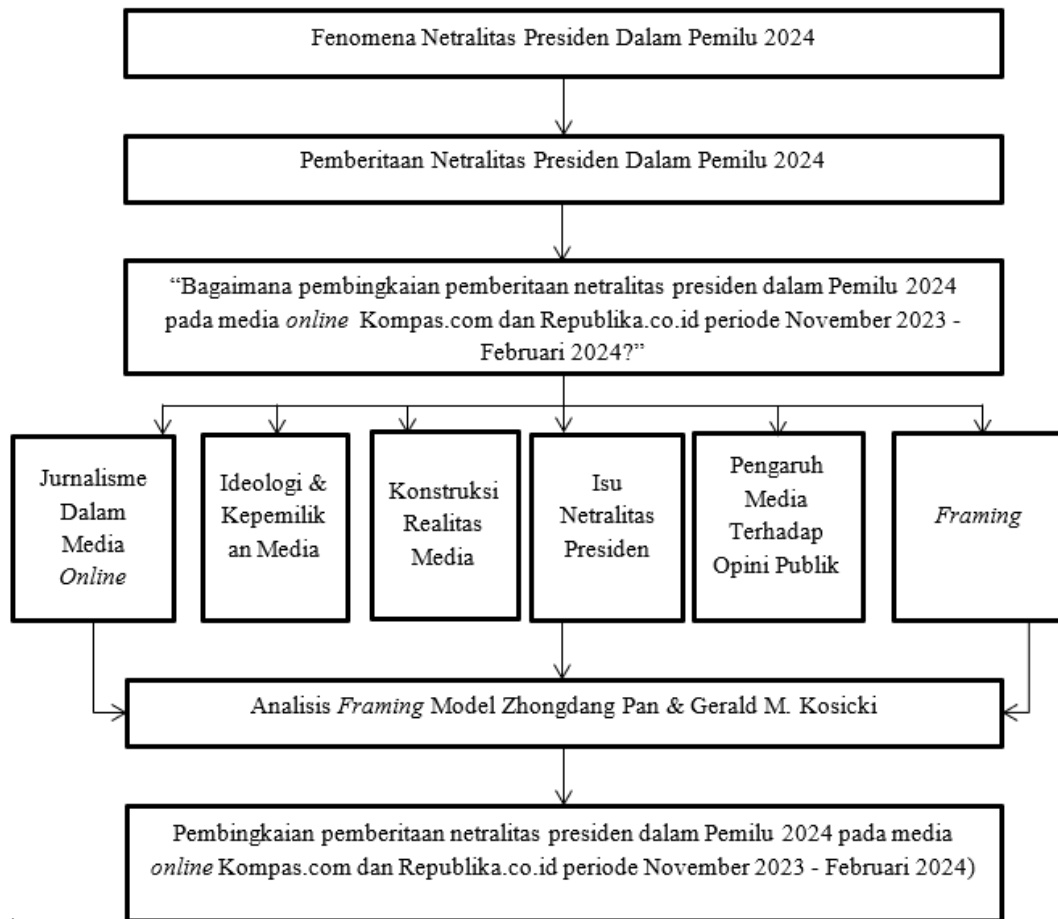 Fenomena Netralitas Presiden Dalam Pemilu 2024
Pemberitaan Netralitas Presiden Dalam Pemilu 2024
“Bagaimana pembingkaian pemberitaan netralitas presiden dalam Pemilu 2024
pada media online Kompas.com dan Republika.co.id periode November 2023 -
Februari 2024?”
Jurnalisme
Dalam
Media
Online
Ideologi &
Kepemilik
an Media
Konstruksi
Realitas
Media
Isu
Netralitas
Presiden
Pengaruh
Media
Terhadap
Opini Publik
Framing
Analisis Framing Model Zhongdang Pan & Gerald M. Kosicki
Pembingkaian pemberitaan netralitas presiden dalam Pemilu 2024 pada media
online Kompas.com dan Republika.co.id periode November 2023 - Februari 2024)